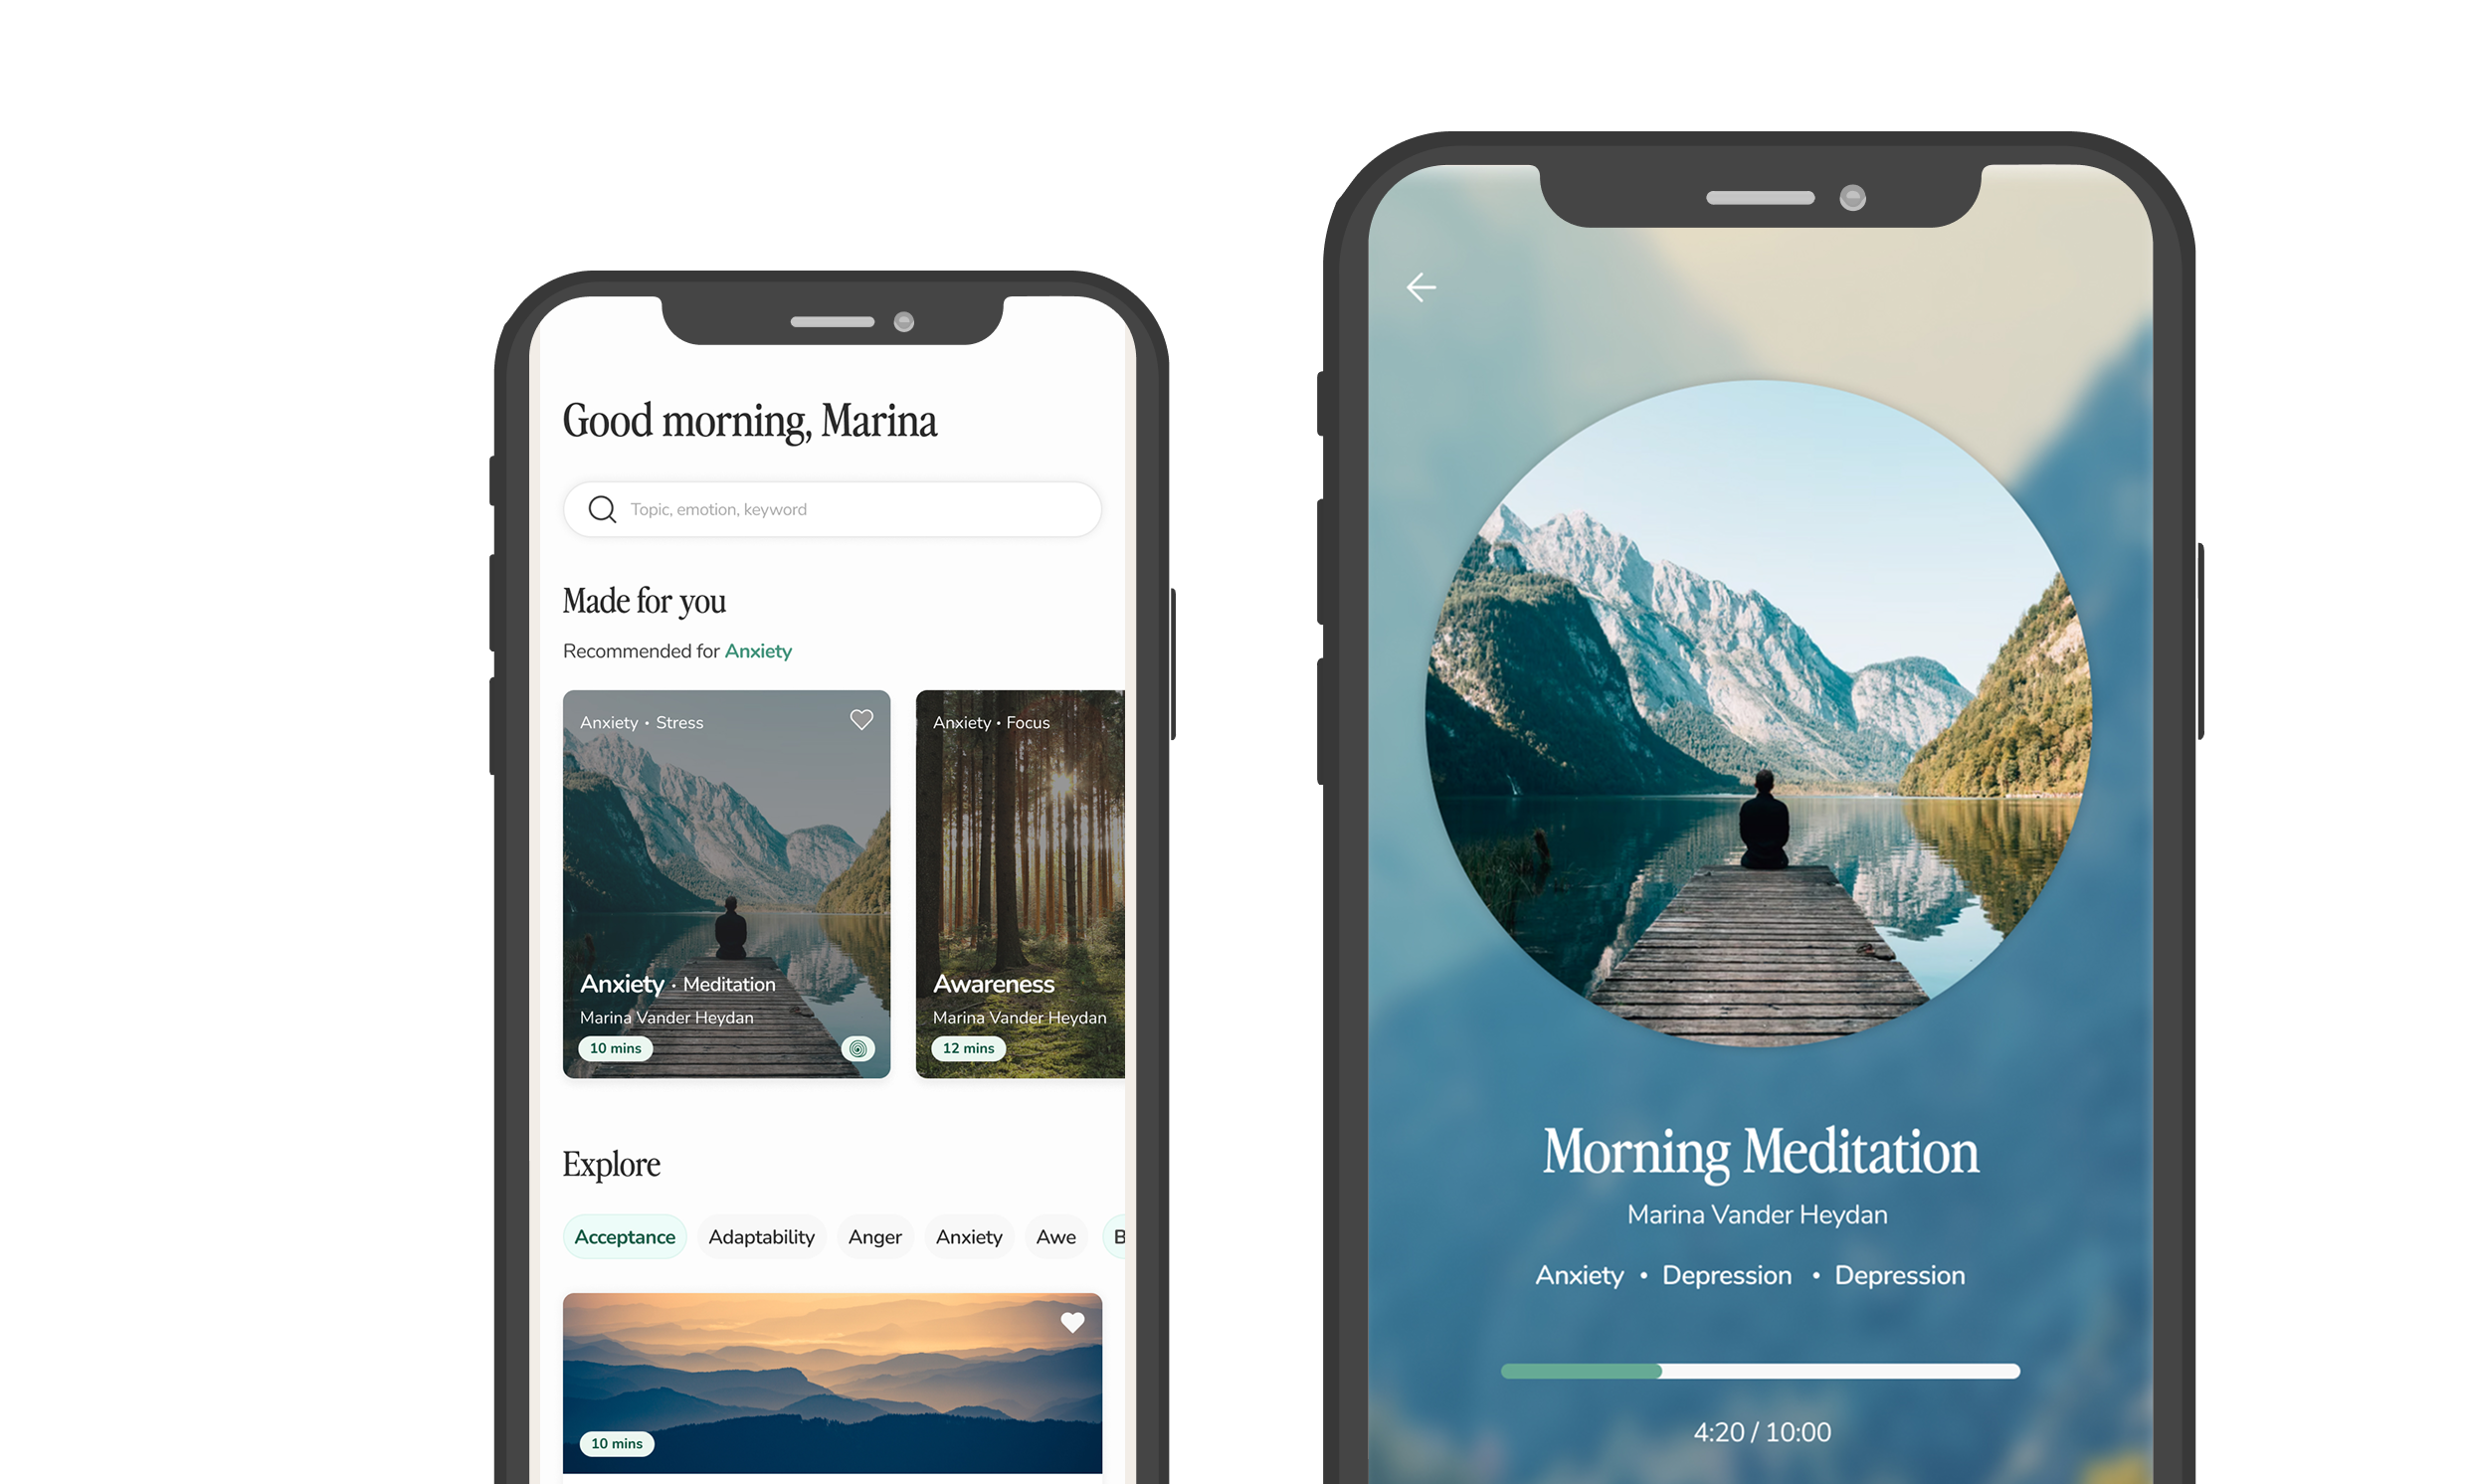 Good morning, Marina
Topic, emotion, keyword
Made for you
Recommended for Anxiety
Anxiety • Stress
Anxiety • Meditation
Marina Vander Heydan
10 mins
Anxiety • Focus
Awareness
Marina Vander Heydan
12 mins
Explore
Acceptance Adaptability Anger Anxiety Awe B
10 mins
Morning Meditation
Marina Vander Heydan
Anxiety • Depression • Depression
4:20 / 10:00